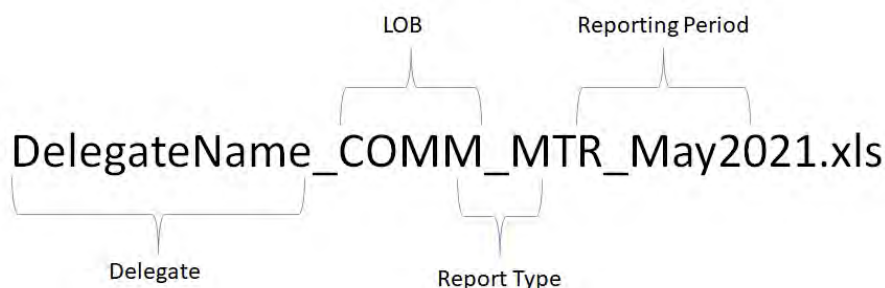 LOB Reporting Period
DelegateName_COMM_MTR_May2021.xls
Delegate Report Type